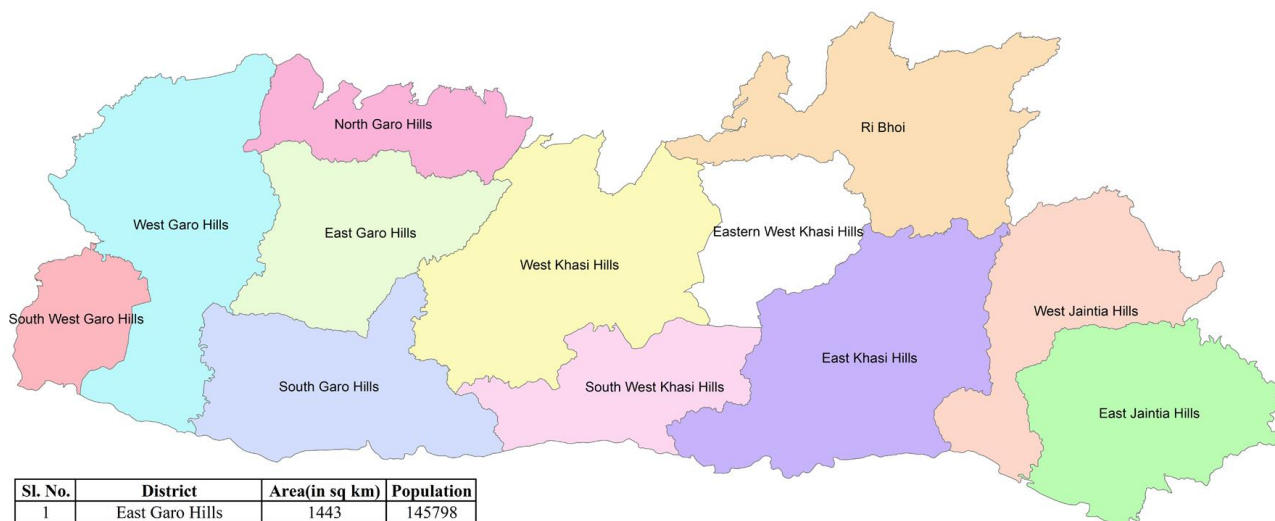 North Garo Hills
Ri Bhoi
West Garo Hills
East Garo Hills
Eastern West Khasi Hills
West Khasi Hills
South West Garo Hills
West Jaintia Hills
East Khasi Hills
South Garo Hills
South West Khasi Hills
East Jaintia Hills
Sl. No. District Area(in sq km) Population
1 East Garo Hills 1443 145798